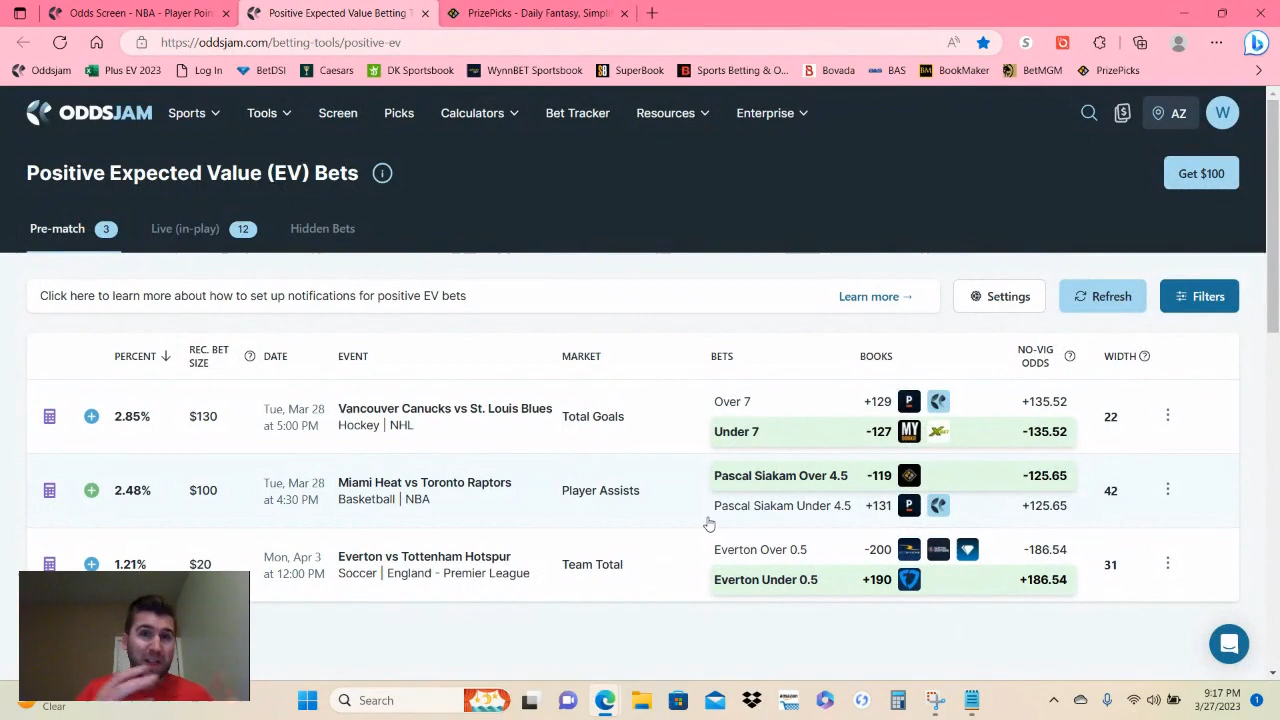 Odds Screen - NBA - Player Poin
Positive Expected Value Betting T
PrizePicks - Daily Fantasy, Simplif
https://oddsjam.com/betting-tools/positive-ev
Oddsjam
Plus EV 2023
Log In
BetDSI
Caesars
DK Sportsbook
WynnBET Sportsbook
SuperBook
Sports Betting & O...
Bovada
BAS
BookMaker
BetMGM
PrizePicks
ODDSJAM
Sports
Tools
Screen
Picks
Calculators
Bet Tracker
Resources
Enterprise
AZ
W
Positive Expected Value (EV) Bets
Get $100
Pre-match 3
Live (in-play) 12
Hidden Bets
Click here to learn more about how to set up notifications for positive EV bets
Learn more →
Settings
Refresh
Filters
PERCENT
REC. BET
SIZE
DATE
EVENT
MARKET
BETS
BOOKS
NO-VIG
ODDS
WIDTH
2.85%
$130
Tue, Mar 28
at 5:00 PM
Vancouver Canucks vs St. Louis Blues
Hockey | NHL
Total Goals
Over 7 +129 +135.52
Under 7 -127 -135.52
22
2.48%
$100
Tue, Mar 28
at 4:30 PM
Miami Heat vs Toronto Raptors
Basketball | NBA
Player Assists
Pascal Siakam Over 4.5 -119 -125.65
Pascal Siakam Under 4.5 +131 +125.65
42
1.21%
$20
Mon, Apr 3
at 12:00 PM
Everton vs Tottenham Hotspur
Soccer | England - Premier League
Team Total
Everton Over 0.5 -200 -186.54
Everton Under 0.5 +190 +186.54
31
Clear
Search
9:17 PM
3/27/2023